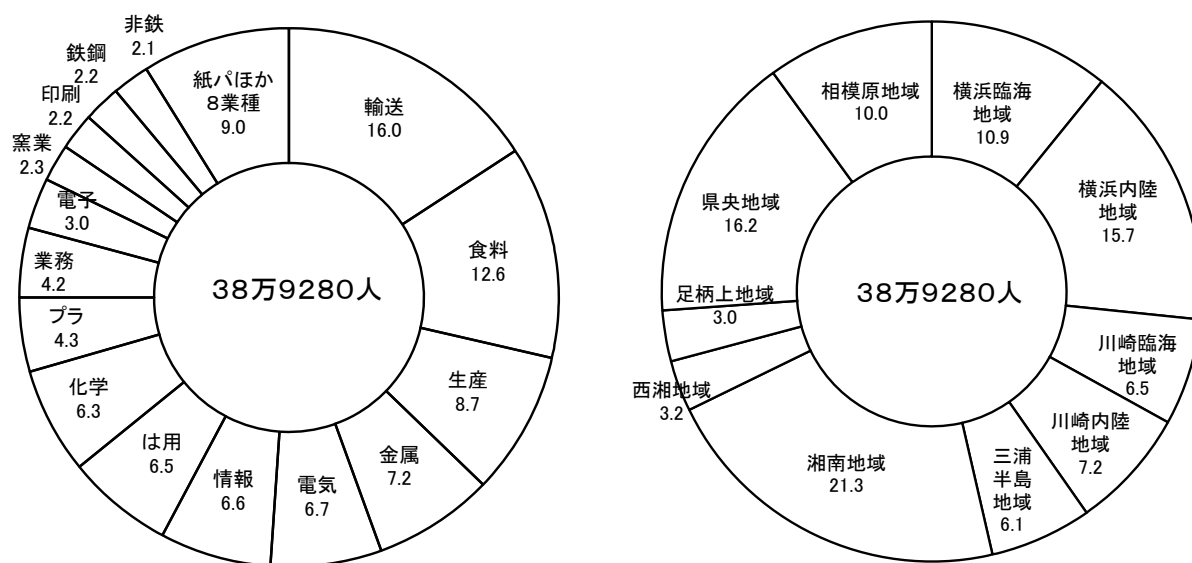 輸送
16.0
食料
12.6
生産
8.7
金属
7.2
電気
6.7
情報
6.6
は用
6.5
化学
6.3
プラ
4.3
業務
4.2
電子
3.0
窯業
2.3
印刷
2.2
鉄鋼
2.2
非鉄
2.1
紙パほか
８業種
9.0
38万9280人
横浜臨海
地域
10.9
横浜内陸
地域
15.7
川崎臨海
地域
6.5
川崎内陸
地域
7.2
三浦
半島
地域
6.1
湘南地域
21.3
西湘地域
3.2
足柄上地域
3.0
県央地域
16.2
相模原地域
10.0
38万9280人